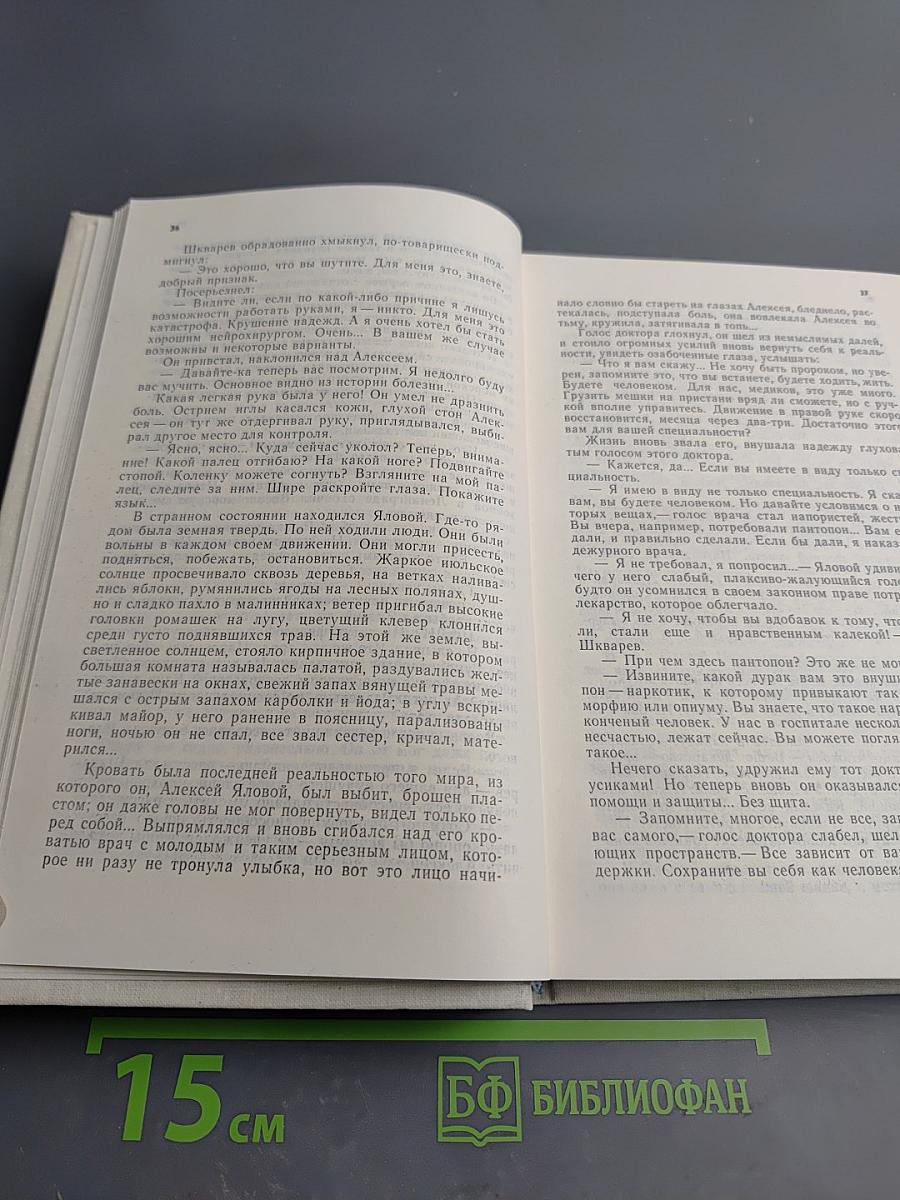 36
Шкварев обрадованно хмыкнул, по-товарищески под-
мигнул:
— Это хорошо, что вы шутите. Для меня это, знаете,
добрый признак.
Посерьезнел:
— Видите ли, если по какой-либо причине я лишусь
возможности работать руками, я — никто. Для меня это
катастрофа. Крушение надежд. А я очень хотел бы стать
хорошим нейрохирургом. Очень... В вашем же случае
возможны и некоторые варианты.
Он привстал, наклонился над Алексеем.
— Давайте-ка теперь вас посмотрим. Я недолго буду
вас мучить. Основное видно из истории болезни...
Какая легкая рука была у него! Он умел не дразнить
боль. Острием иглы касался кожи, глухой стон Алек-
сея — он тут же отдергивал руку, приглядывался, выби-
рал другое место для контроля.
— Ясно, ясно... Куда сейчас уколол? Теперь, внима-
ние! Какой палец отгибаю? На какой ноге? Подвигайте
стопой. Коленку можете согнуть? Взгляните на мой па-
лец, следите за ним. Шире раскройте глаза. Покажите
язык...
В странном состоянии находился Яловой. Где-то ря-
дом была земная твердь. По ней ходили люди. Они были
вольны в каждом своем движении. Они могли присесть,
подняться, побежать, остановиться. Жаркое июльское
солнце просвечивало сквозь деревья, на ветках налива-
лись яблоки, румянились ягоды на лесных полянах, душ-
но и сладко пахло в малинниках; ветер пригибал высокие
головки ромашек на лугу, цветущий клевер клонился
среди густо поднявшихся трав. На этой же земле, вы-
светленное солнцем, стояло кирпичное здание, в котором
большая комната называлась палатой, раздувались жел-
тые занавески на окнах, свежий запах вянущей травы ме-
шался с острым запахом карболки и йода; в углу вскри-
кивал майор, у него ранение в поясницу, парализованы
ноги, ночью он не спал, все звал сестер, кричал, мате-
рился...
Кровать была последней реальностью того мира, из
которого он, Алексей Яловой, был выбит, брошен пла-
стом; он даже головы не мог повернуть, видел только пе-
ред собой... Выпрямлялся и вновь сгибался над его кро-
ватью врач с молодым и таким серьезным лицом, кото-
рое ни разу не тронула улыбка, но вот это лицо начи-
37
нало словно бы стареть на глазах Алексея, бледнело, рас-
текалась, подступала боль, она вовлекала Алексея во
тьму, кружила, затягивала в топь...
Голос доктора глохнул, он шел из немыслимых далей,
и стоило огромных усилий вновь вернуть себя к реаль-
ности, увидеть озабоченные глаза, услышать:
— Что я вам скажу... Не хочу быть пророком, но уве-
рен, запомните это, что вы встанете, будете ходить, жить.
Будете человеком. Для нас, медиков, это уже много.
Грузить мешки на пристани вряд ли сможете, но с руч-
кой вполне управитесь. Движение в правой руке скоро
восстановится, месяца через два-три. Достаточно этого
вам для вашей специальности?
Жизнь вновь звала его, внушала надежду глухова
тым голосом этого доктора.
— Кажется, да... Если вы имеете в виду только с
циальность.
— Я имею в виду не только специальность. Я ска
вам, вы будете человеком. Но давайте условимся о н
торых вещах, — голос врача стал напористей, жест
Вы вчера, например, потребовали пантопон... Вам е
дали, и правильно сделали. Если бы дали, я наказ
дежурного врача.
— Я не требовал, я попросил... — Яловой удиви
чего у него слабый, плаксиво-жалующийся голо
будто он усомнился в своем законном праве потр
лекарство, которое облегчало.
— Я не хочу, чтобы вы вдобавок к тому, что
ли, стали еще и нравственным калекой! —
Шкварев.
— При чем здесь пантопон? Это же не мо
— Извините, какой дурак вам это внуши
пон — наркотик, к которому привыкают так
морфию или опиуму. Вы знаете, что такое нар
конченый человек. У нас в госпитале нескол
несчастью, лежат сейчас. Вы можете погля
такое...
Нечего сказать, удружил ему тот докт
усиками! Но теперь вновь он оказывался
помощи и защиты... Без щита.
— Запомните, многое, если не все, за
вас самого, — голос доктора слабел, шел
ющих пространств. — Все зависит от ва
держки. Сохраните вы себя как человека
15 см
БФ БИБЛИОФАН